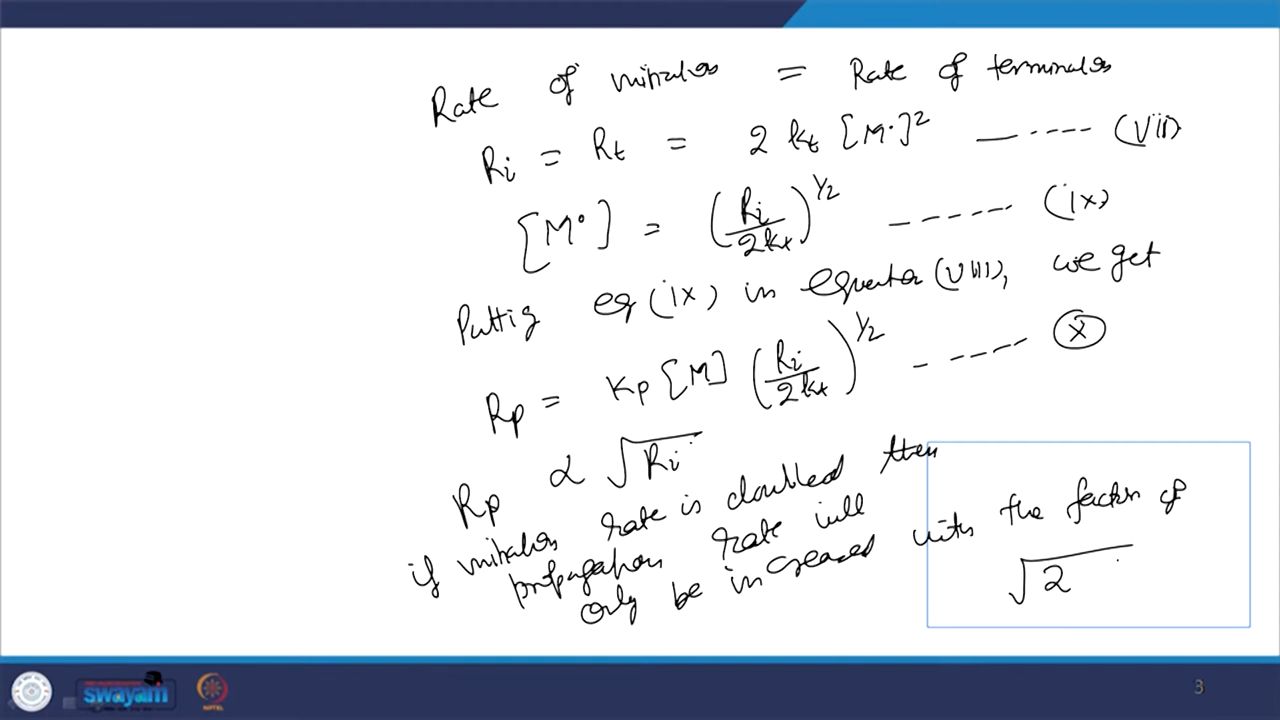 Rate of initiation = Rate of termination
Ri = Rt = 2 kt [M·]² —---- (VIII)
[M·] = (Ri/2kt)^1/2 ------ (IX)
Putting eq (IX) in equation (VIII), we get
Rp = kp [M] (Ri/2kt)^1/2 ------ (X)
Rp α √Ri
if initiation rate is doubled then
propagation rate will
only be increased with the factor of
√2
swayam
3